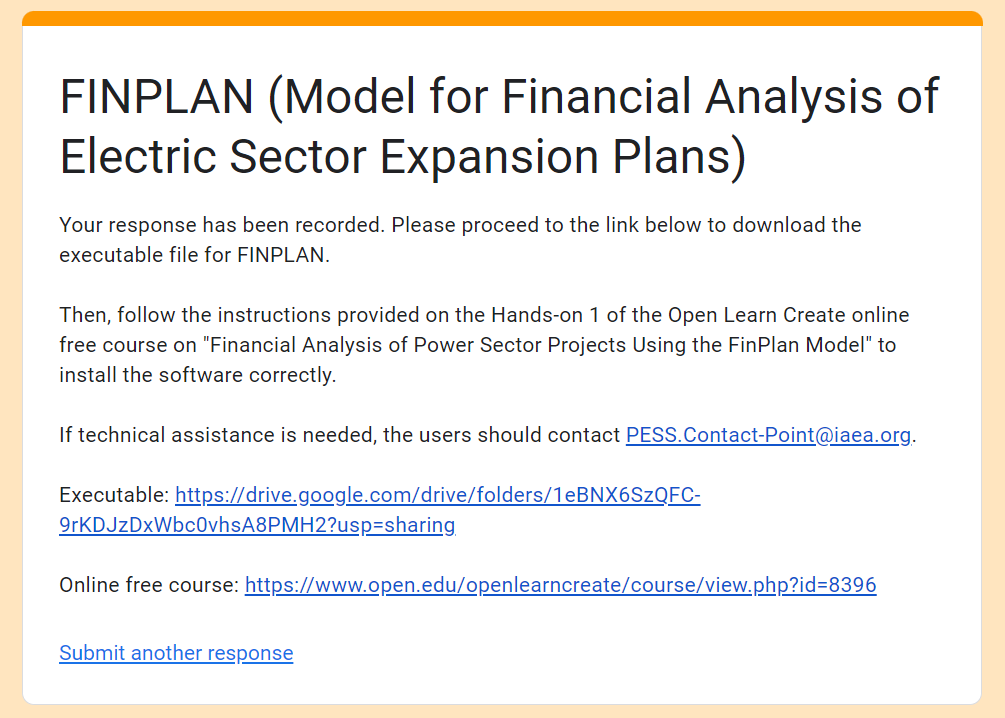 FINPLAN (Model for Financial Analysis of
Electric Sector Expansion Plans)
Your response has been recorded. Please proceed to the link below to download the
executable file for FINPLAN.
Then, follow the instructions provided on the Hands-on 1 of the Open Learn Create online
free course on "Financial Analysis of Power Sector Projects Using the FinPlan Model" to
install the software correctly.
If technical assistance is needed, the users should contact PESS.Contact-Point@iaea.org.
Executable: https://drive.google.com/drive/folders/1eBNX6SzQFC-
9rKDJzDxWbc0vhsA8PMH2?usp=sharing
Online free course: https://www.open.edu/openlearncreate/course/view.php?id=8396
Submit another response